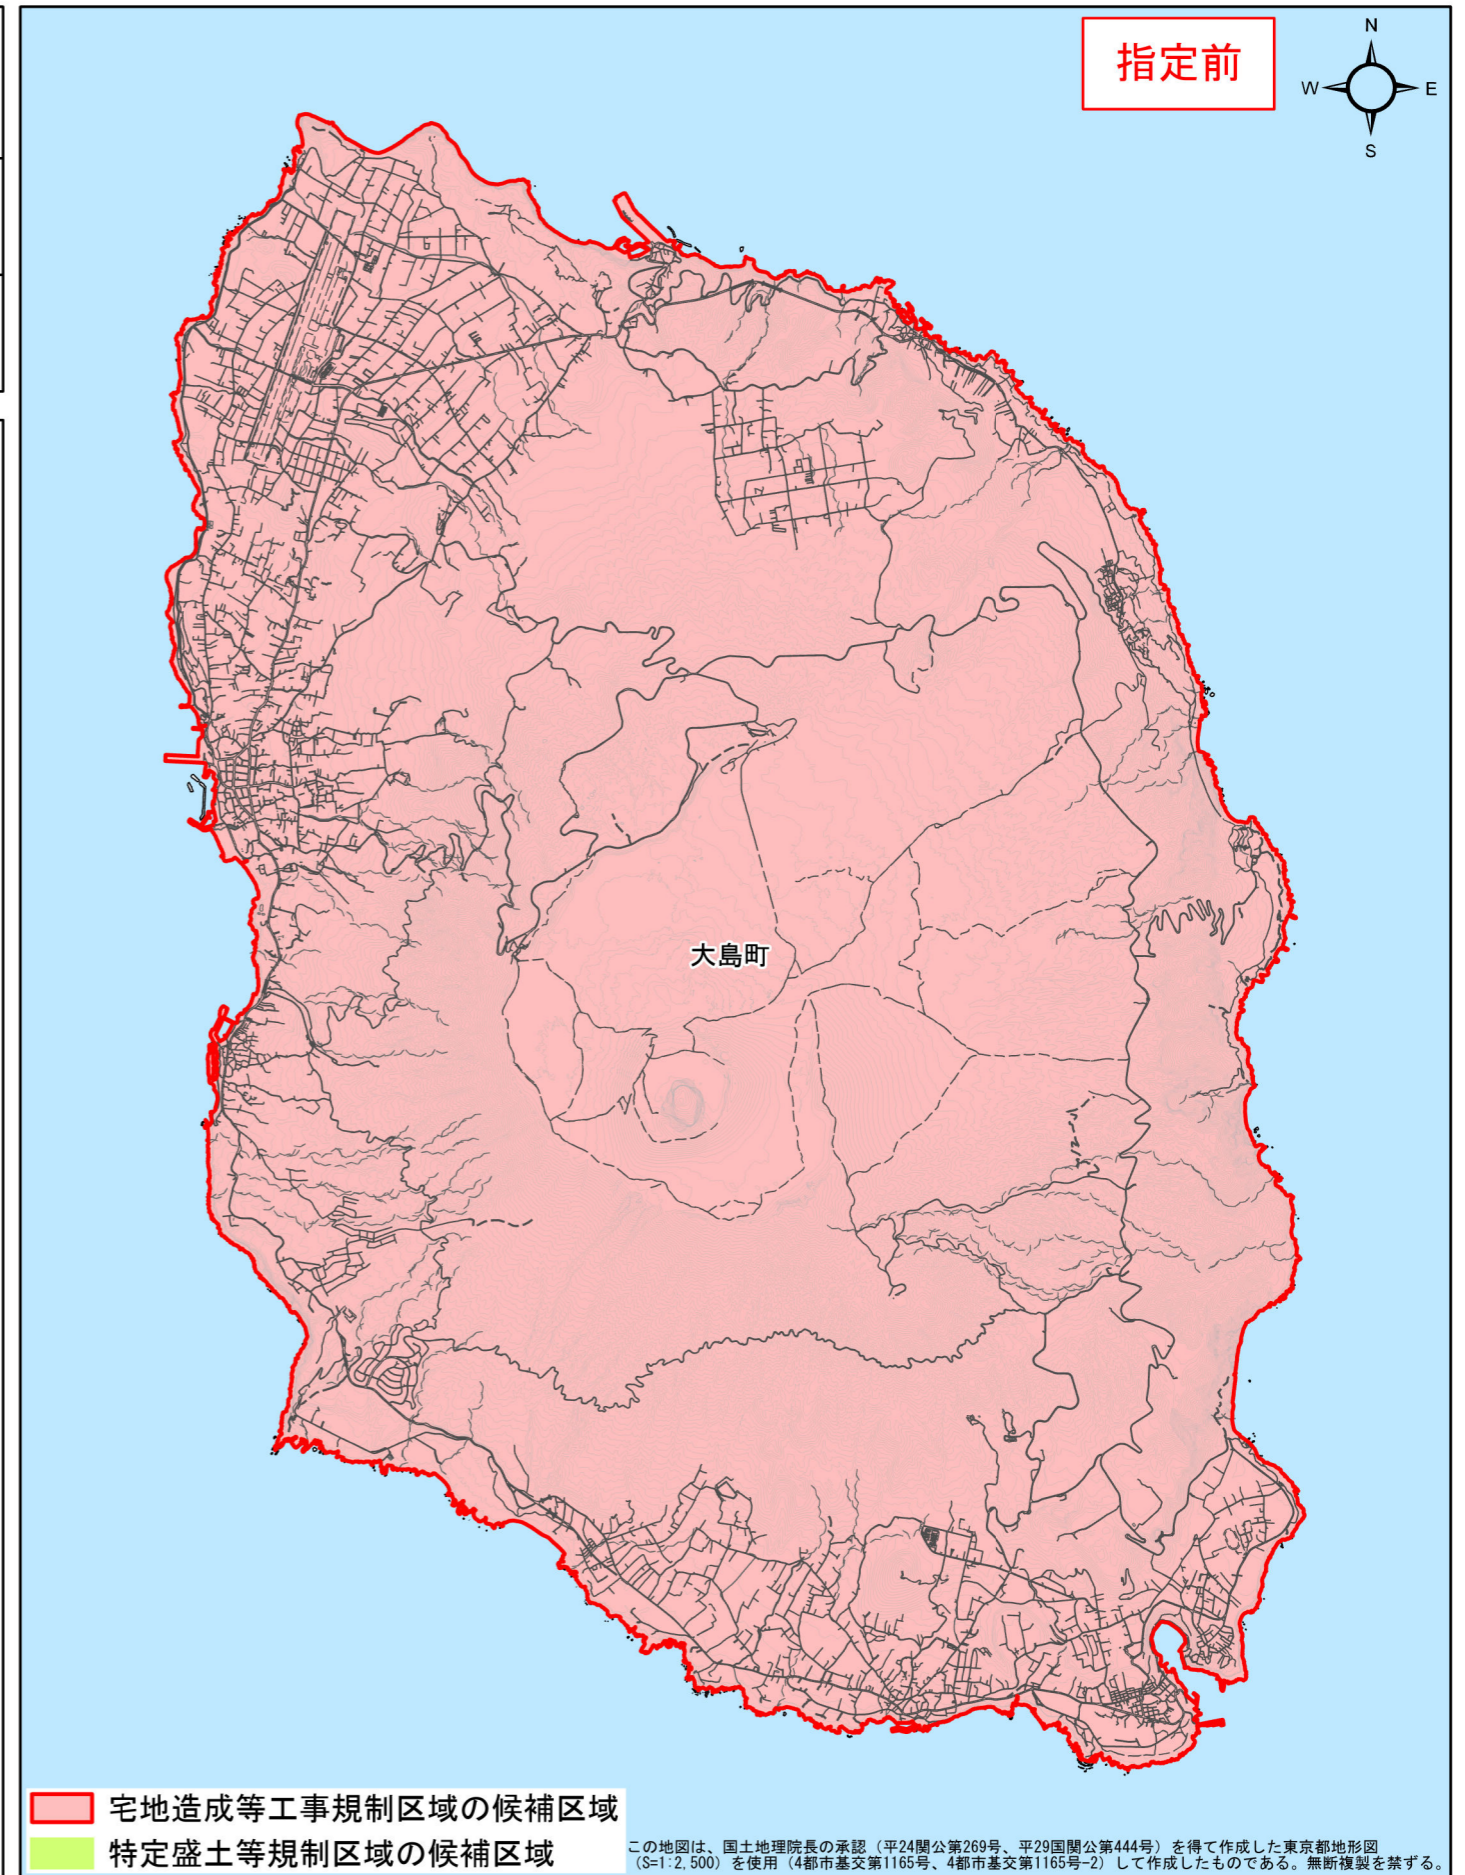 指定前
N
W
E
S
大島町
宅地造成等工事規制区域の候補区域
特定盛土等規制区域の候補区域
この地図は、国土地理院長の承認（平24関公第269号、平29国関公第444号）を得て作成した東京都地形図
（S=1:2,500）を使用（4都市基交第1165号、4都市基交第1165号-2）して作成したものである。無断複製を禁ずる。